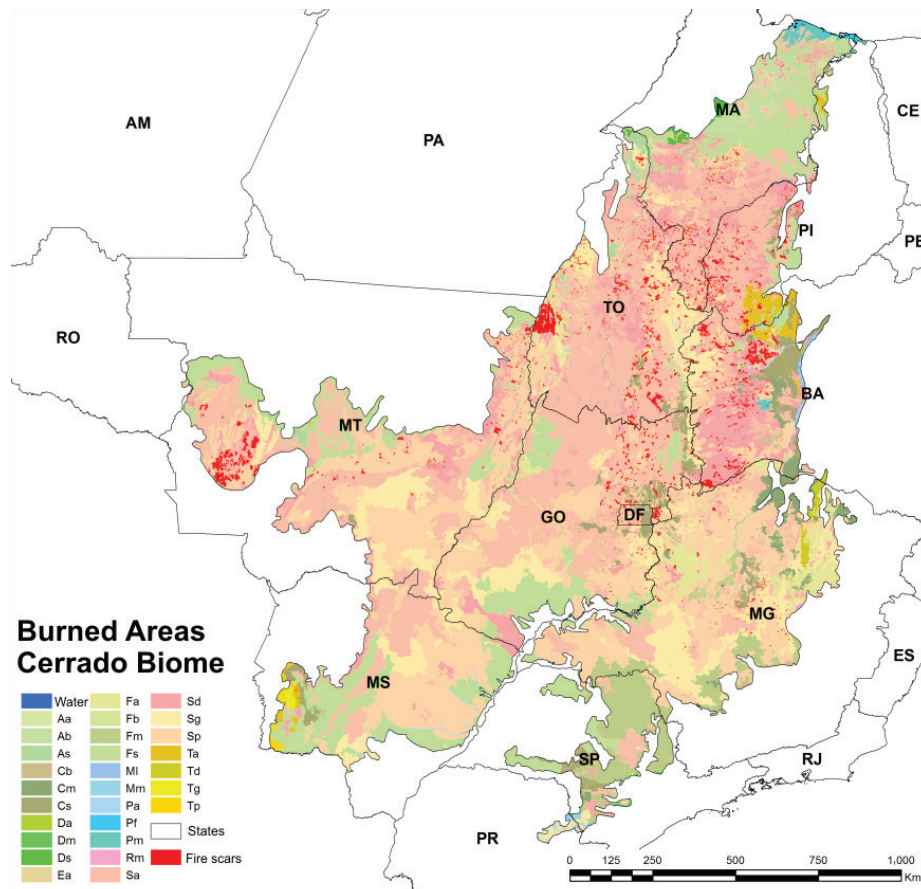 AM
PA
MA
CE
PI
PE
RO
TO
BA
MT
GO
DF
MG
ES
MS
SP
RJ
PR
Burned Areas
Cerrado Biome
Water
Aa
Ab
As
Cb
Cm
Cs
Da
Dm
Ds
Ea
Fa
Fb
Fm
Fs
Ml
Mm
Pa
Pf
Pm
Rm
Sa
Sd
Sg
Sp
Ta
Td
Tg
Tp
States
Fire scars
0 125 250 500 750 1,000
Km